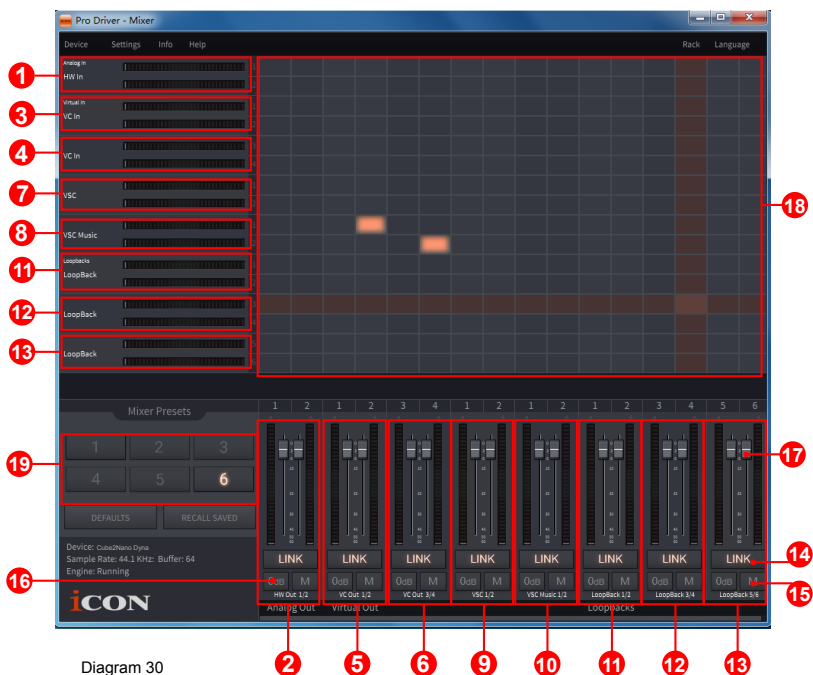 Pro Driver - Mixer
Device Settings Info Help Rack Language
Analog In
1 HW In
Virtual In
3 VC In
4 VC In
7 VSC
18
8 VSC Music
Loopbacks
11 LoopBack
12 LoopBack
13 LoopBack
1 2 1 2 3 4 1 2 1 2 1 2 3 4 5 6
Mixer Presets
19
1 2 3
4 5 6
17
DEFAULTS RECALL SAVED
Device: Cube2Nano Dyna
Sample Rate: 44.1 KHz: Buffer: 64
Engine: Running
LINK LINK LINK LINK LINK LINK LINK LINK 14
16 0dB M 0dB M 0dB M 0dB M 0dB M 0dB M 0dB M 0dB M 15
HW Out 1/2 VC Out 1/2 VC Out 3/4 VSC 1/2 VSC Music 1/2 LoopBack 1/2 LoopBack 3/4 LoopBack 5/6
iCON
Analog Out Virtual Out Loopbacks
2 5 6 9 10 11 12 13
Diagram 30